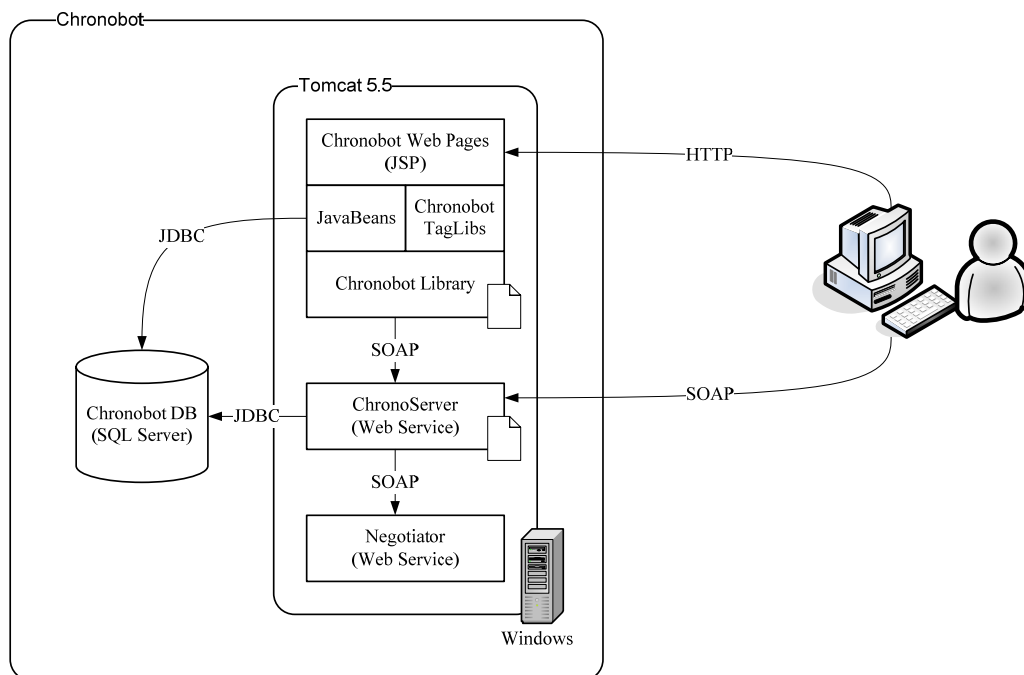 Chronobot
Tomcat 5.5
Chronobot Web Pages
(JSP)
HTTP
JavaBeans
Chronobot
TagLibs
JDBC
Chronobot Library
SOAP
SOAP
ChronoServer
(Web Service)
Chronobot DB
(SQL Server)
JDBC
SOAP
Negotiator
(Web Service)
Windows